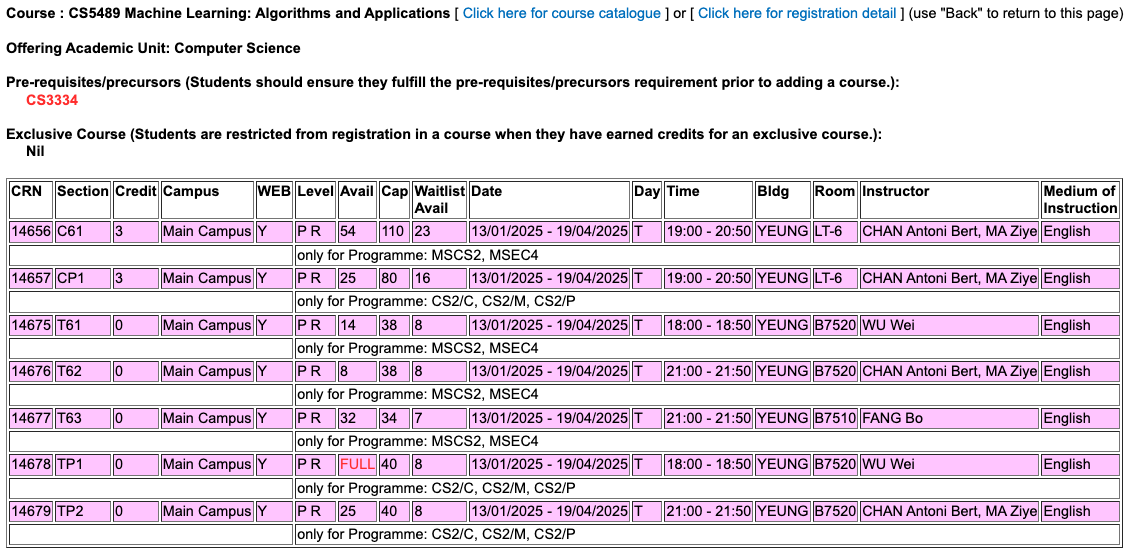 Course : CS5489 Machine Learning: Algorithms and Applications [ Click here for course catalogue ] or [ Click here for registration detail ] (use "Back" to return to this page)
Offering Academic Unit: Computer Science
Pre-requisites/precursors (Students should ensure they fulfill the pre-requisites/precursors requirement prior to adding a course.):
CS3334
Exclusive Course (Students are restricted from registration in a course when they have earned credits for an exclusive course.):
Nil
CRN Section Credit Campus WEB Level Avail Cap Waitlist Avail Date Day Time Bldg Room Instructor Medium of Instruction
14656 C61 3 Main Campus Y P R 54 110 23 13/01/2025 - 19/04/2025 T 19:00 - 20:50 YEUNG LT-6 CHAN Antoni Bert, MA Ziye English
only for Programme: MSCS2, MSEC4
14657 CP1 3 Main Campus Y P R 25 80 16 13/01/2025 - 19/04/2025 T 19:00 - 20:50 YEUNG LT-6 CHAN Antoni Bert, MA Ziye English
only for Programme: CS2/C, CS2/M, CS2/P
14675 T61 0 Main Campus Y P R 14 38 8 13/01/2025 - 19/04/2025 T 18:00 - 18:50 YEUNG B7520 WU Wei English
only for Programme: MSCS2, MSEC4
14676 T62 0 Main Campus Y P R 8 38 8 13/01/2025 - 19/04/2025 T 21:00 - 21:50 YEUNG B7520 CHAN Antoni Bert, MA Ziye English
only for Programme: MSCS2, MSEC4
14677 T63 0 Main Campus Y P R 32 34 7 13/01/2025 - 19/04/2025 T 21:00 - 21:50 YEUNG B7510 FANG Bo English
only for Programme: MSCS2, MSEC4
14678 TP1 0 Main Campus Y P R FULL 40 8 13/01/2025 - 19/04/2025 T 18:00 - 18:50 YEUNG B7520 WU Wei English
only for Programme: CS2/C, CS2/M, CS2/P
14679 TP2 0 Main Campus Y P R 25 40 8 13/01/2025 - 19/04/2025 T 21:00 - 21:50 YEUNG B7520 CHAN Antoni Bert, MA Ziye English
only for Programme: CS2/C, CS2/M, CS2/P